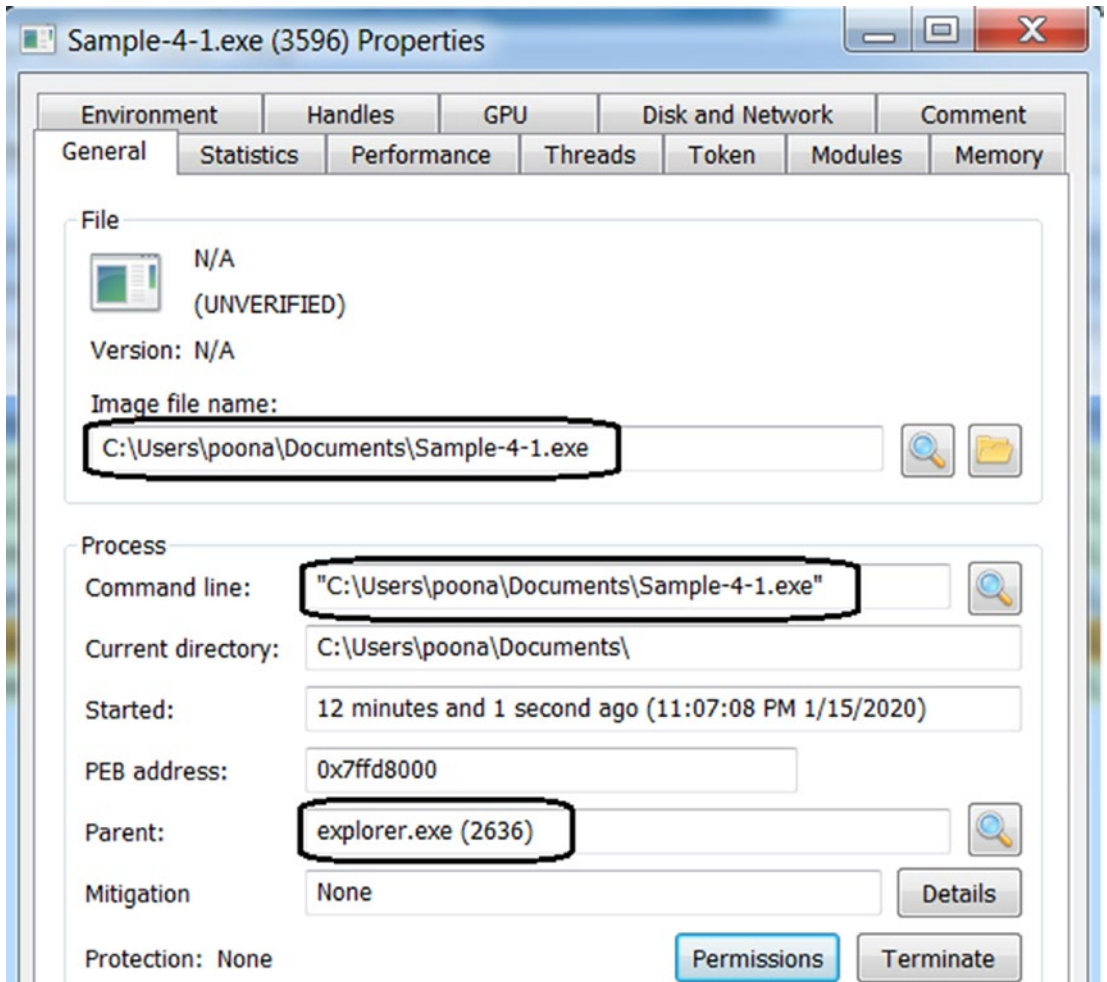 Sample-4-1.exe (3596) Properties
Environment Handles GPU Disk and Network Comment
General Statistics Performance Threads Token Modules Memory
File
N/A
(UNVERIFIED)
Version: N/A
Image file name:
C:\Users\poona\Documents\Sample-4-1.exe
Process
Command line: "C:\Users\poona\Documents\Sample-4-1.exe"
Current directory: C:\Users\poona\Documents\
Started: 12 minutes and 1 second ago (11:07:08 PM 1/15/2020)
PEB address: 0x7ffd8000
Parent: explorer.exe (2636)
Mitigation None Details
Protection: None Permissions Terminate